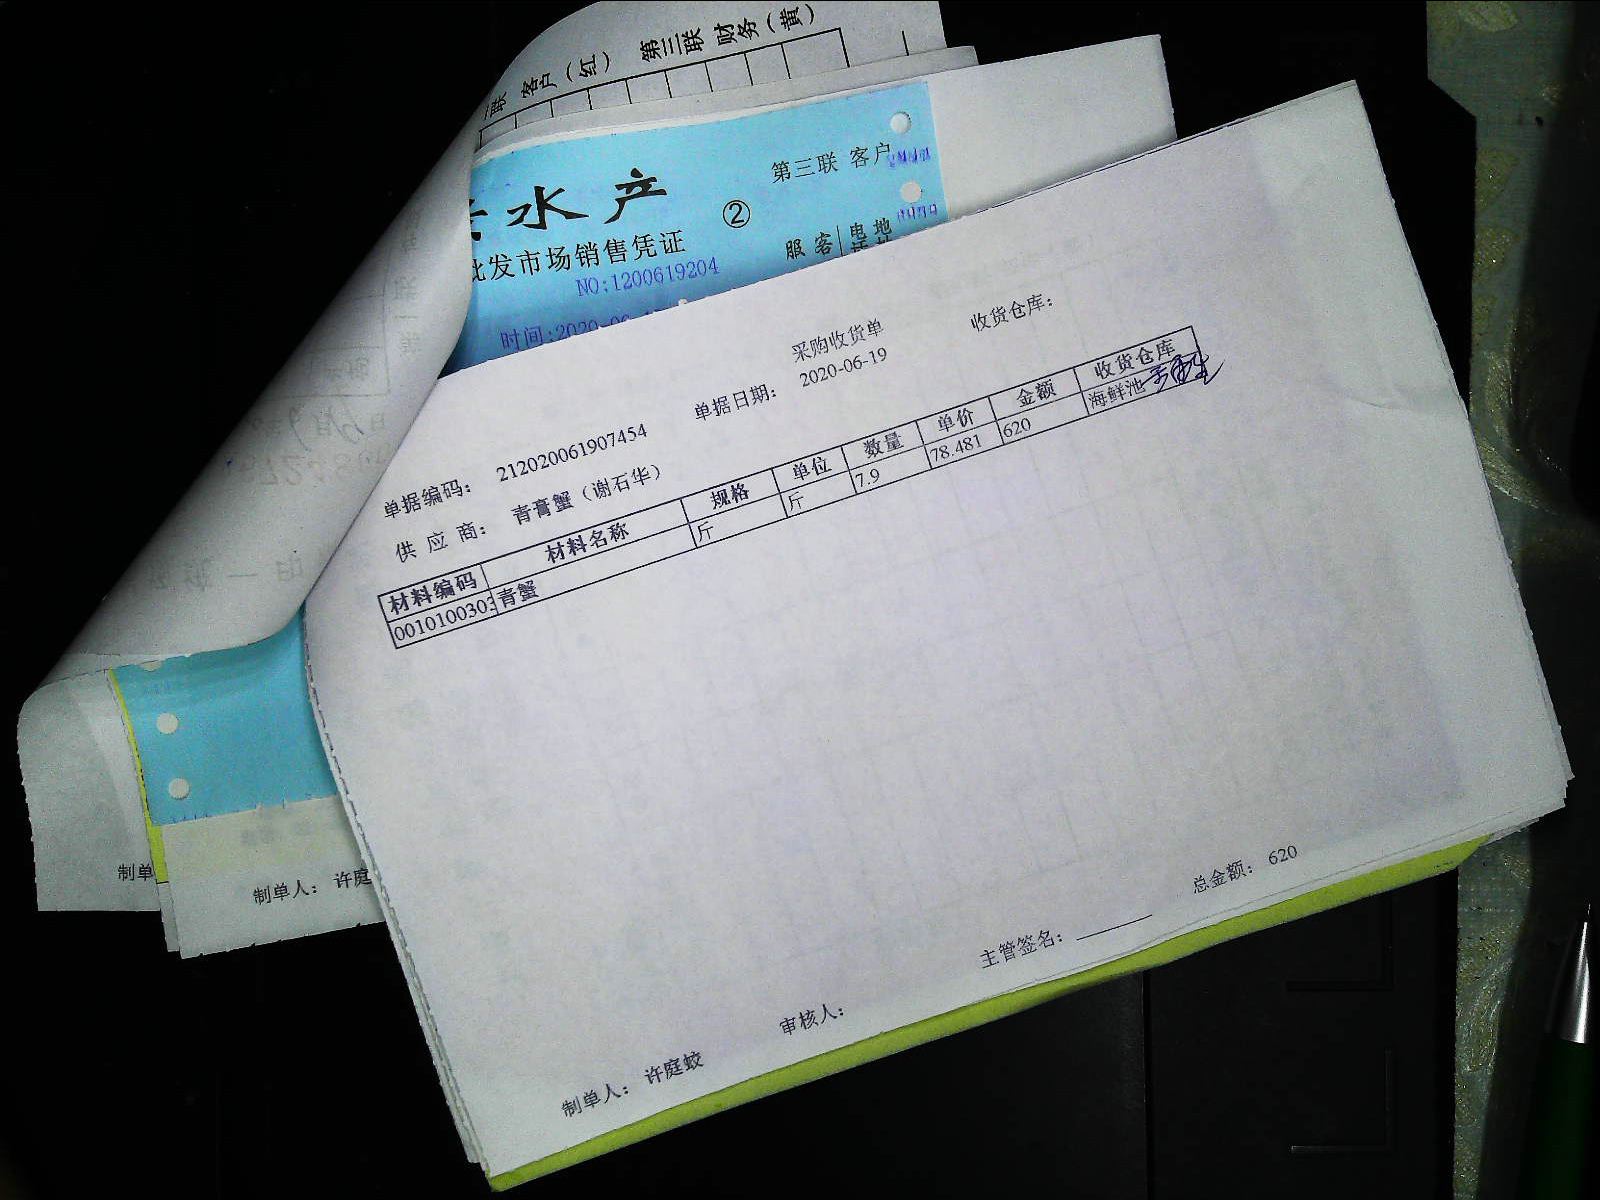 联 客户（红） 第三联 财务（黄）
水产 ② 第三联 客户
批发市场销售凭证 服 客 电 地
NO:1200619204
时间:2020-06
采购收货单 收货仓库:
单据编码: 212020061907454 单据日期: 2020-06-19
供应商: 青膏蟹（谢石华）
材料编码 材料名称 规格 单位 数量 单价 金额 收货仓库
001010030 青蟹 斤 斤 7.9 78.481 620 海鲜池
制单
制单人: 许庭
制单人: 许庭蛟 审核人: 主管签名: 总金额: 620